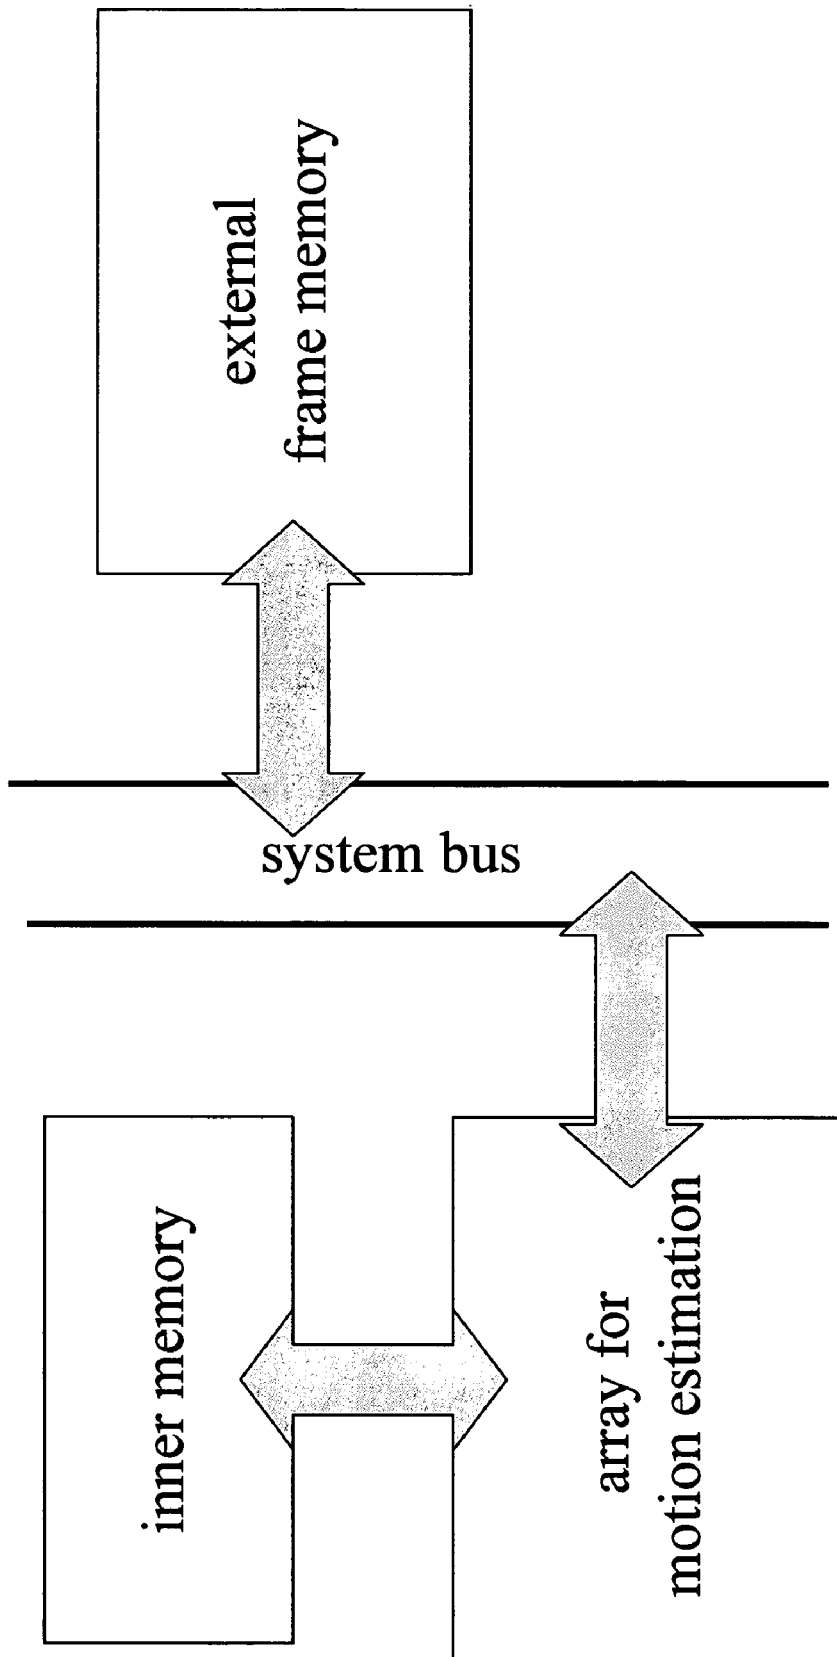 external
frame memory
system bus
inner memory
array for
motion estimation